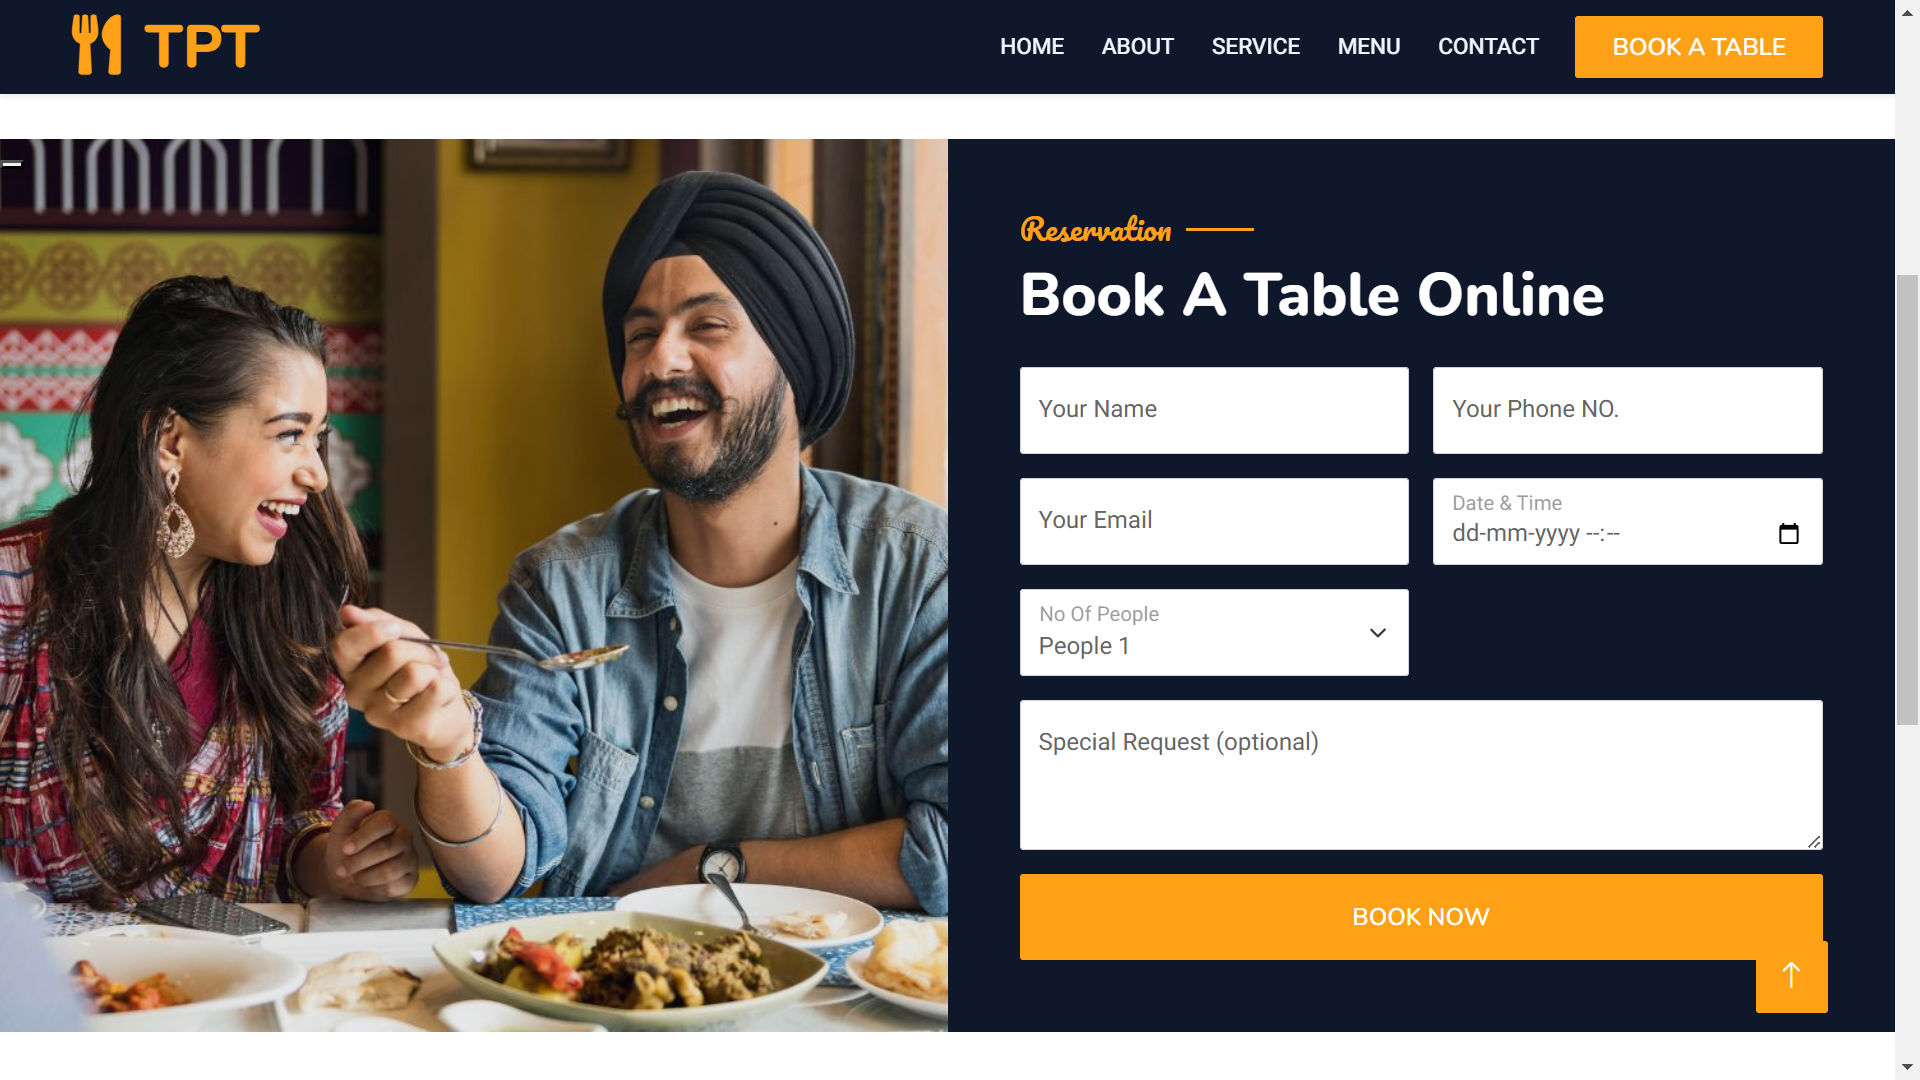 TPT
HOME ABOUT SERVICE MENU CONTACT BOOK A TABLE
Reservation
Book A Table Online
Your Name
Your Phone NO.
Your Email
Date & Time
dd-mm-yyyy --:--
No Of People
People 1
Special Request (optional)
BOOK NOW